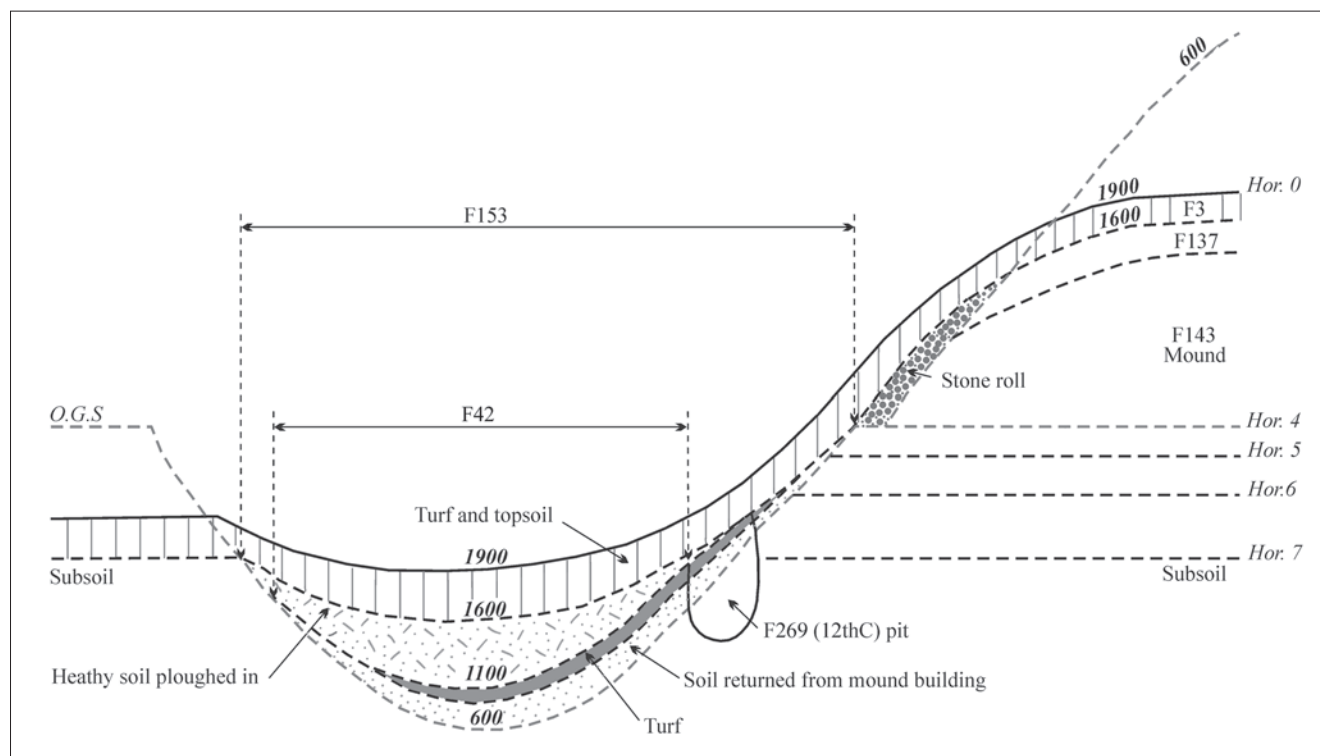 600
1900
Hor. 0
1600
F3
F153
F137
F143
Mound
Stone roll
O.G.S
F42
Hor. 4
Hor. 5
Hor.6
Turf and topsoil
1900
Hor. 7
Subsoil
Subsoil
1600
F269 (12thC) pit
Heathy soil ploughed in
1100
Soil returned from mound building
600
Turf